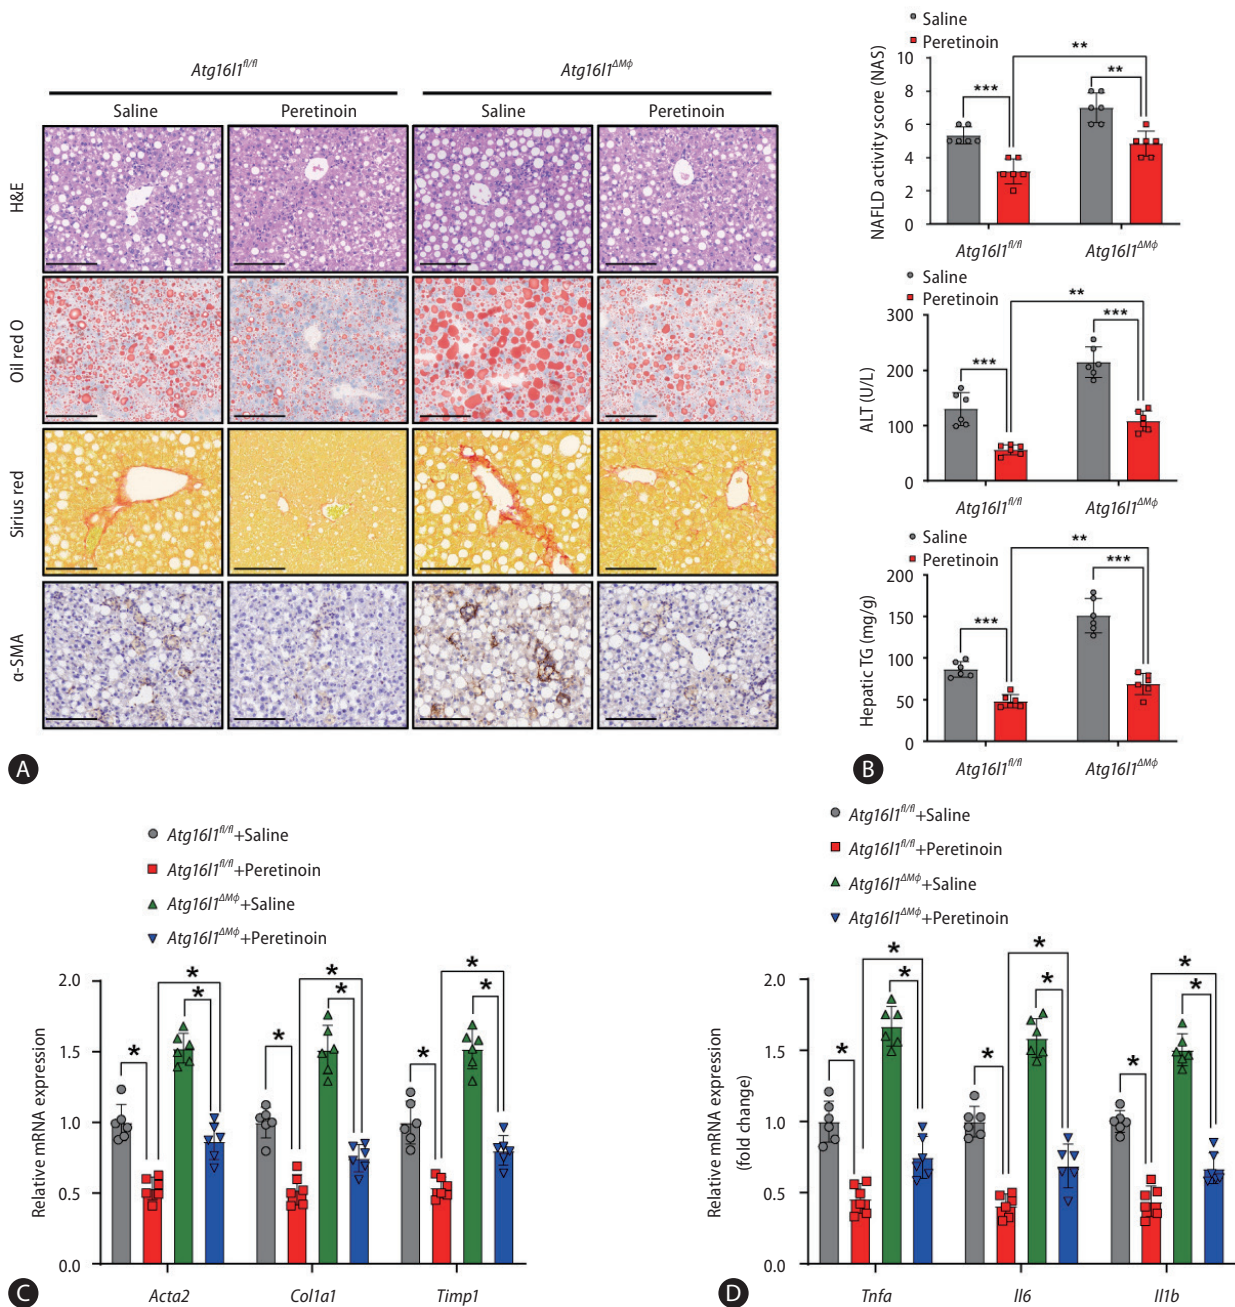 Atg16l1fl/fl
Atg16l1ΔMϕ
Saline
Peretinoin
Saline
Peretinoin
H&E
Oil red O
Sirius red
α-SMA
A
Saline
Peretinoin
NAFLD activity score (NAS)
10
8
6
4
2
0
***
**
**
Atg16l1fl/fl
Atg16l1ΔMϕ
Saline
Peretinoin
ALT (U/L)
300
200
100
0
***
**
***
Atg16l1fl/fl
Atg16l1ΔMϕ
Saline
Peretinoin
Hepatic TG (mg/g)
200
150
100
50
0
***
**
***
Atg16l1fl/fl
Atg16l1ΔMϕ
B
Atg16l1fl/fl+Saline
Atg16l1fl/fl+Peretinoin
Atg16l1ΔMϕ+Saline
Atg16l1ΔMϕ+Peretinoin
Relative mRNA expression
2.0
1.5
1.0
0.5
0.0
* * *
* * *
* * *
Acta2
Col1a1
Timp1
C
Atg16l1fl/fl+Saline
Atg16l1fl/fl+Peretinoin
Atg16l1ΔMϕ+Saline
Atg16l1ΔMϕ+Peretinoin
Relative mRNA expression
(fold change)
2.0
1.5
1.0
0.5
0.0
* * *
* * *
* * *
Tnfa
Il6
Il1b
D